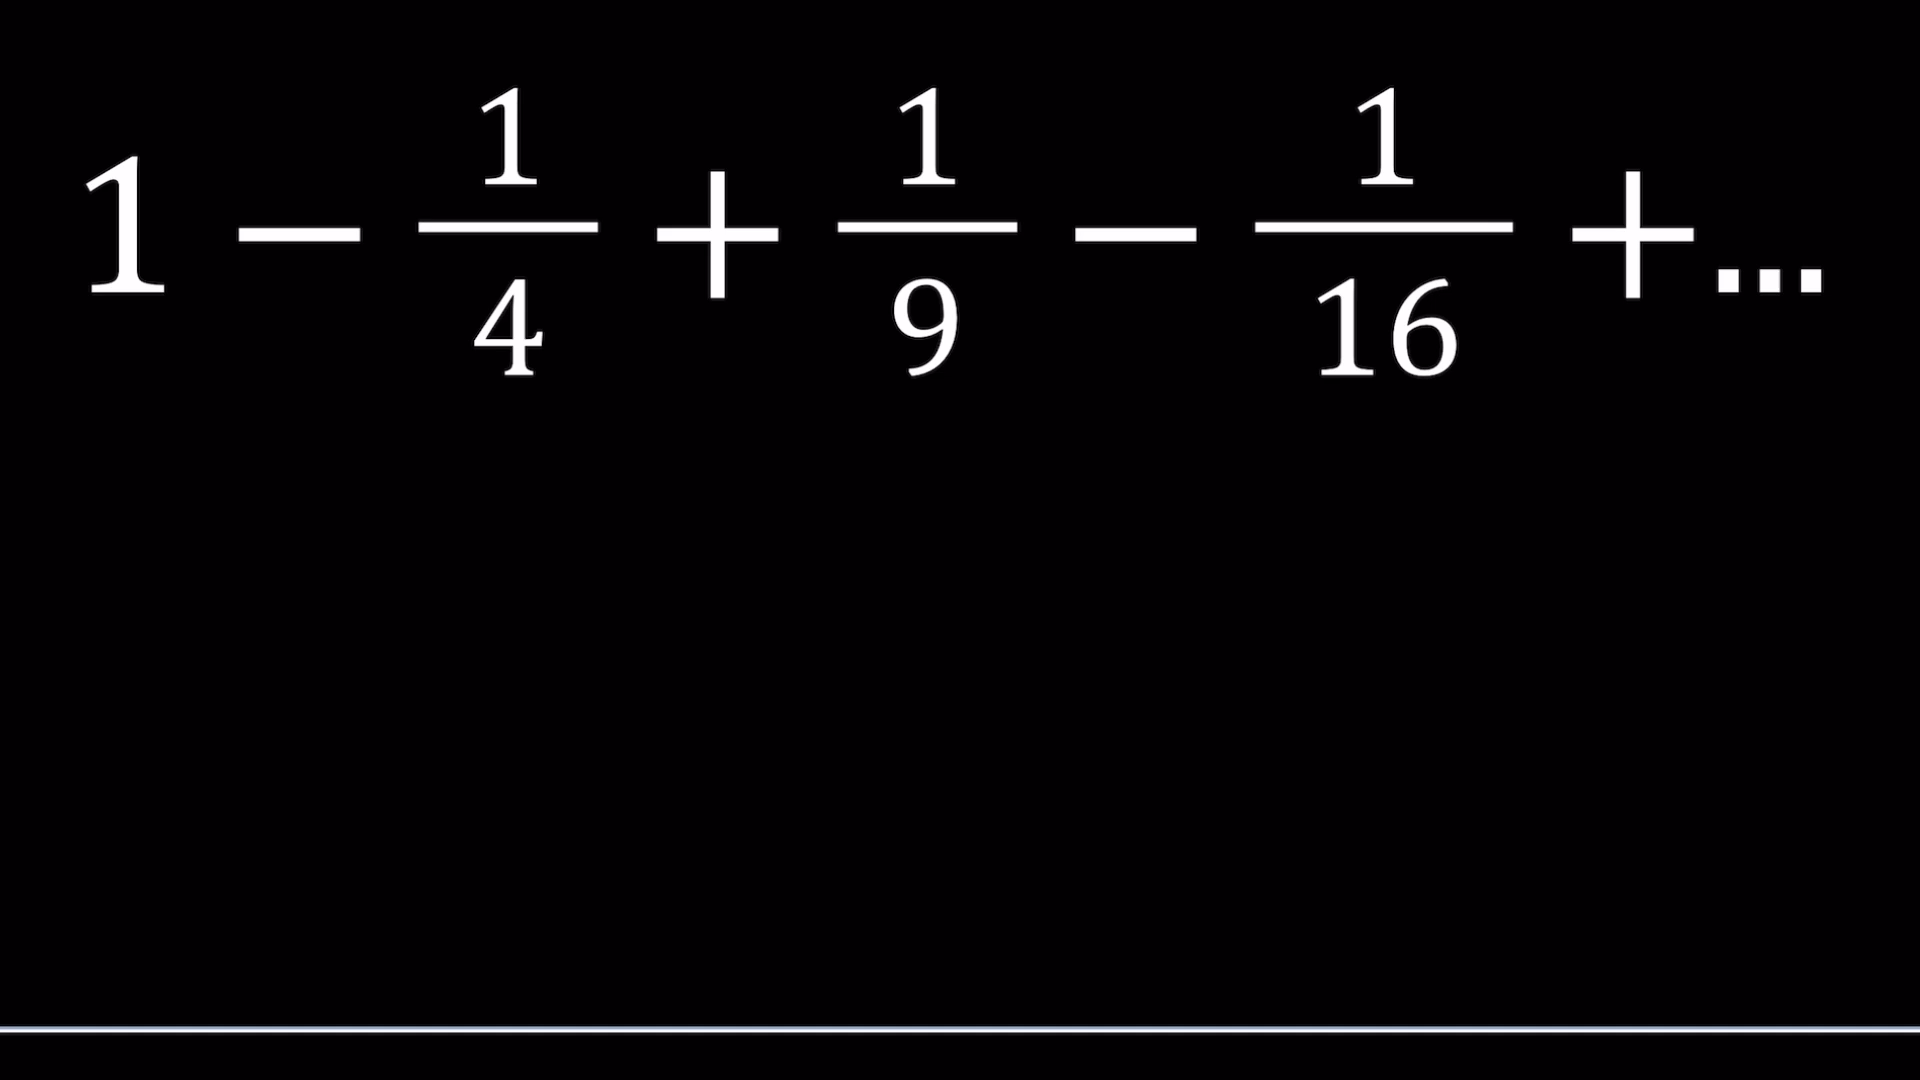 1 − 1/4 + 1/9 − 1/16 + ...